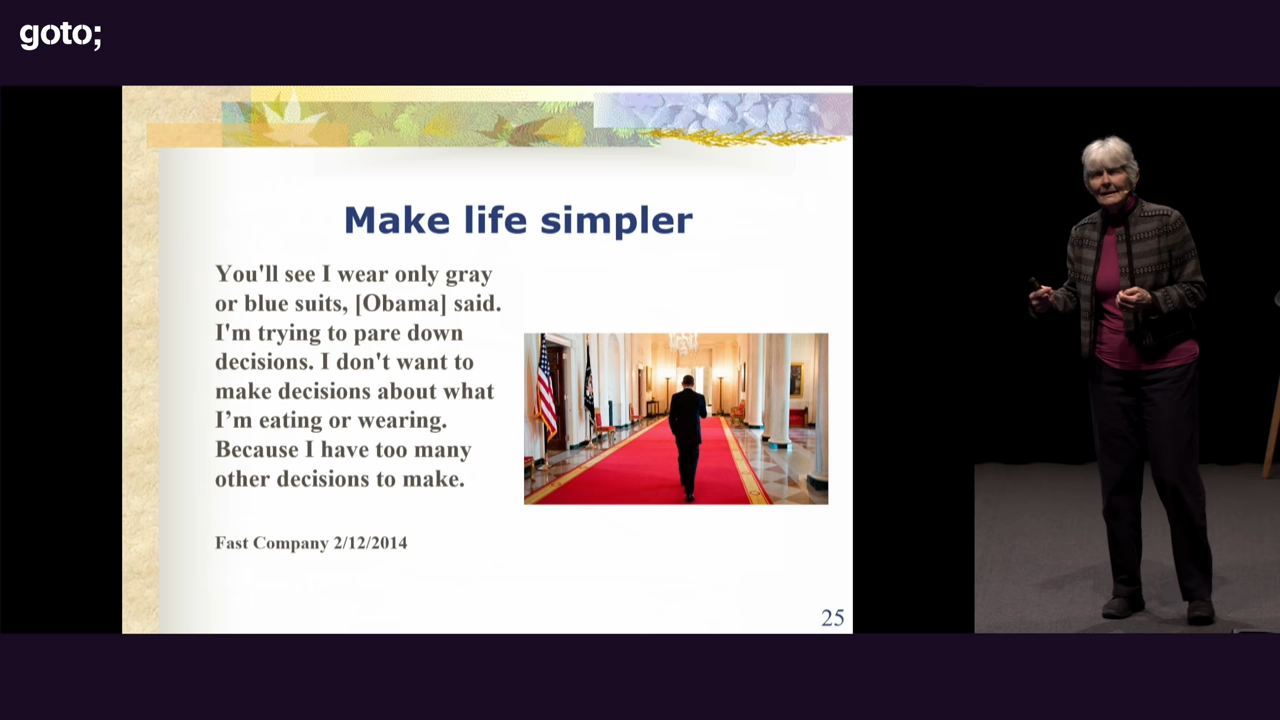 goto;
Make life simpler
You'll see I wear only gray
or blue suits, [Obama] said.
I'm trying to pare down
decisions. I don't want to
make decisions about what
I’m eating or wearing.
Because I have too many
other decisions to make.
Fast Company 2/12/2014
25